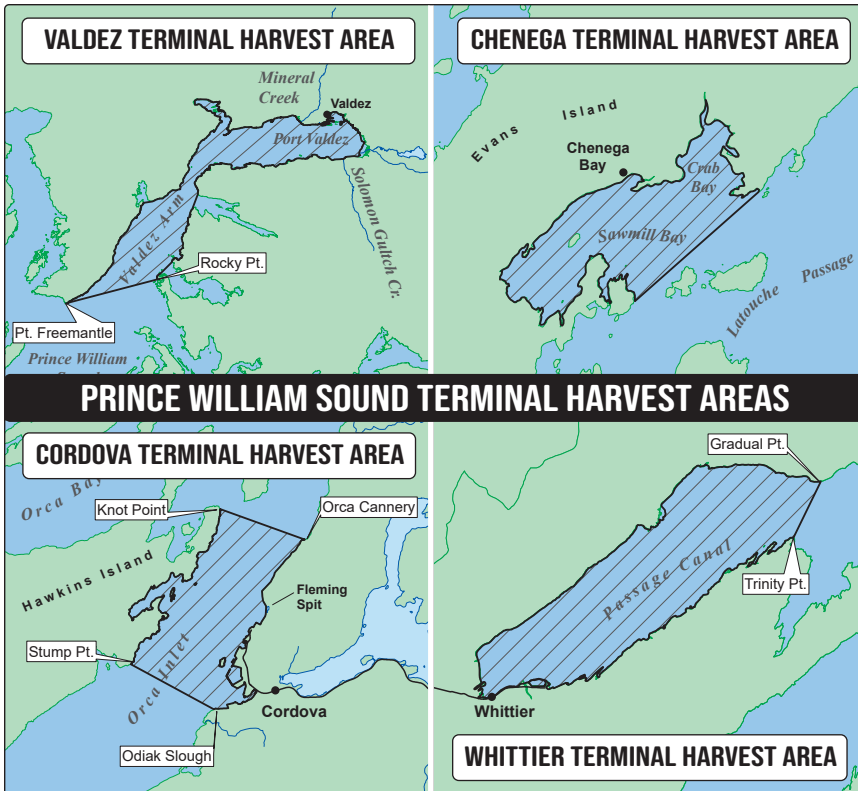 VALDEZ TERMINAL HARVEST AREA
Mineral
Creek
Valdez
Port Valdez
Solomon Gultch Cr.
Valdez Arm
Rocky Pt.
Pt. Freemantle
Prince William
CHENEGA TERMINAL HARVEST AREA
Evans Island
Chenega
Bay
Crab
Bay
Sawmill Bay
Latouche Passage
PRINCE WILLIAM SOUND TERMINAL HARVEST AREAS
CORDOVA TERMINAL HARVEST AREA
Orca Bay
Knot Point
Orca Cannery
Hawkins Island
Fleming
Spit
Stump Pt.
Orca Inlet
Cordova
Odiak Slough
Gradual Pt.
Passage Canal
Trinity Pt.
Whittier
WHITTIER TERMINAL HARVEST AREA